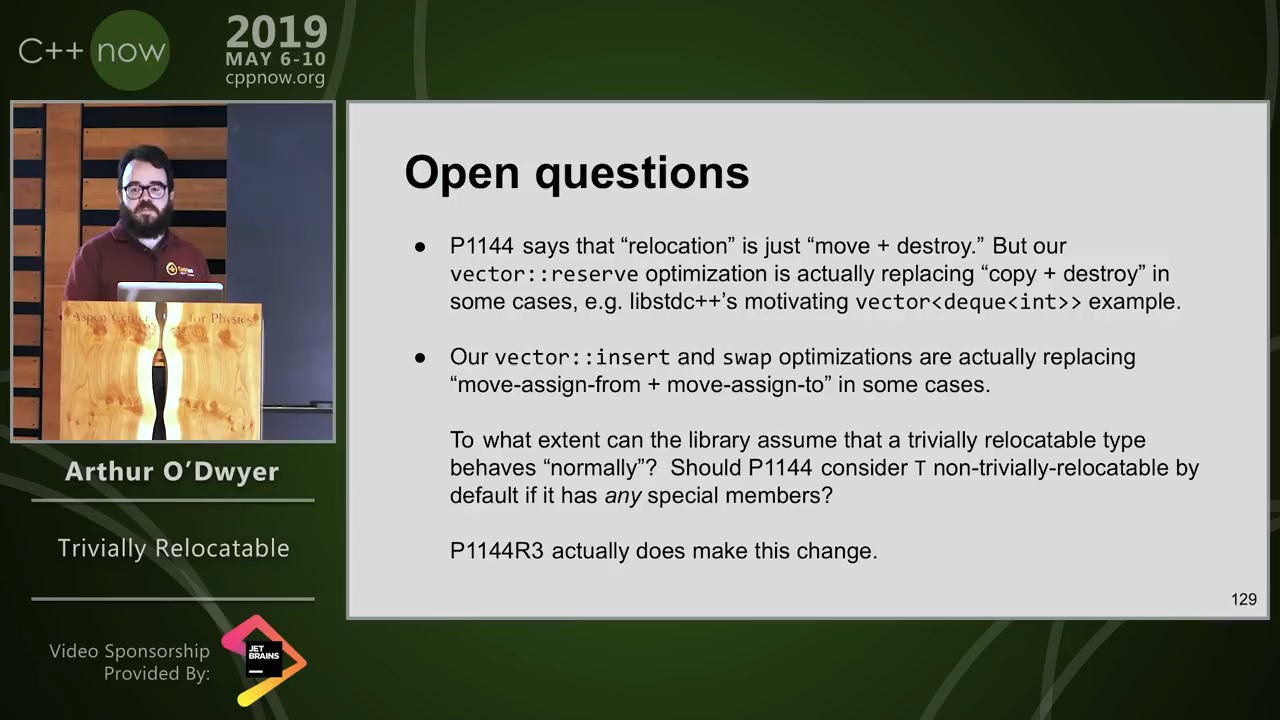 C++ now
2019
MAY 6-10
cppnow.org
Aspen Center for Physics
Arthur O’Dwyer
Trivially Relocatable
Video Sponsorship
Provided By:
JET
BRAINS
Open questions
● P1144 says that “relocation” is just “move + destroy.” But our
vector::reserve optimization is actually replacing “copy + destroy” in
some cases, e.g. libstdc++’s motivating vector<deque<int>> example.
● Our vector::insert and swap optimizations are actually replacing
“move-assign-from + move-assign-to” in some cases.
To what extent can the library assume that a trivially relocatable type
behaves “normally”? Should P1144 consider T non-trivially-relocatable by
default if it has any special members?
P1144R3 actually does make this change.
129